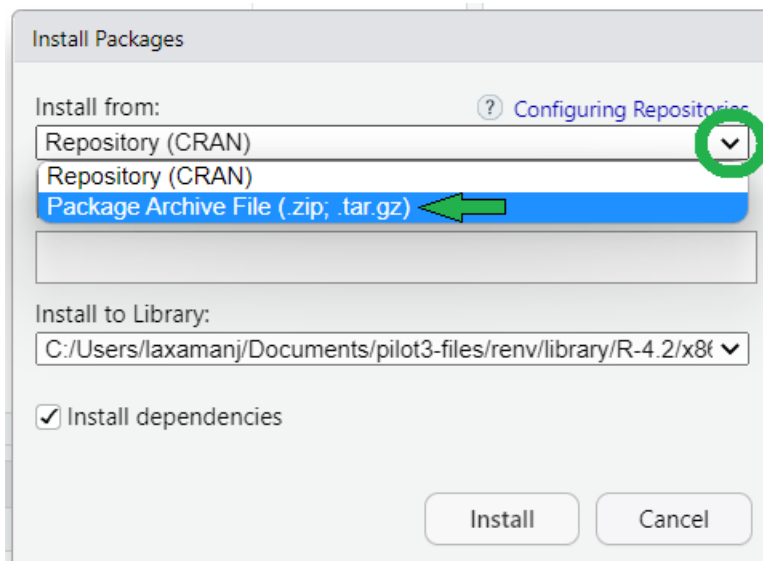 Install Packages
Install from:
? Configuring Repositories
Repository (CRAN)
Repository (CRAN)
Package Archive File (.zip; .tar.gz)
Install to Library:
C:/Users/laxamanj/Documents/pilot3-files/renv/library/R-4.2/x86
Install dependencies
Install Cancel